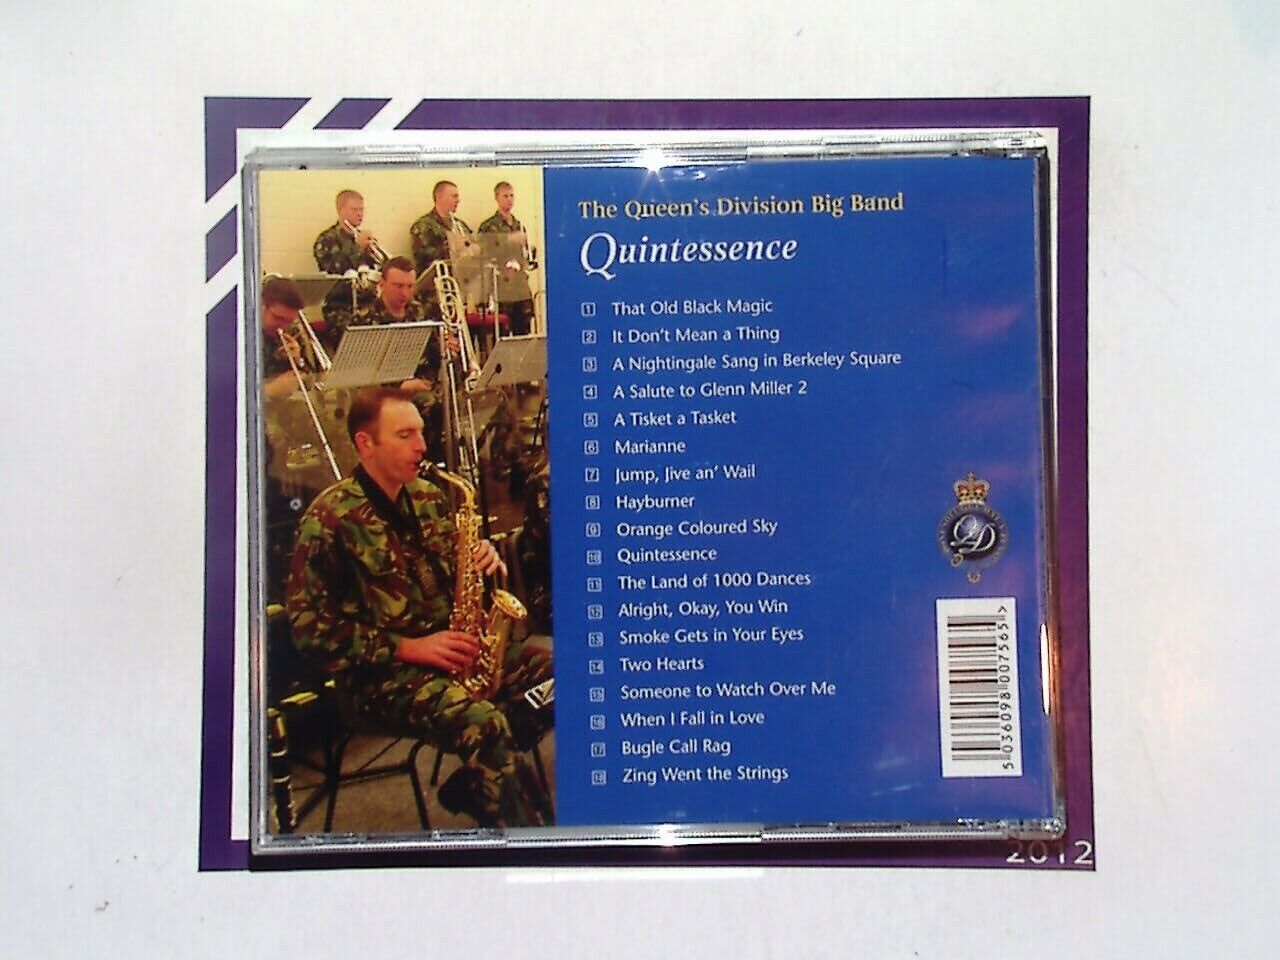 The Queen's Division Big Band
Quintessence
1 That Old Black Magic
2 It Don't Mean a Thing
3 A Nightingale Sang in Berkeley Square
4 A Salute to Glenn Miller 2
5 A Tisket a Tasket
6 Marianne
7 Jump, Jive an' Wail
8 Hayburner
9 Orange Coloured Sky
10 Quintessence
11 The Land of 1000 Dances
12 Alright, Okay, You Win
13 Smoke Gets in Your Eyes
14 Two Hearts
15 Someone to Watch Over Me
16 When I Fall in Love
17 Bugle Call Rag
18 Zing Went the Strings
QD
5 036098 007565 >
2012